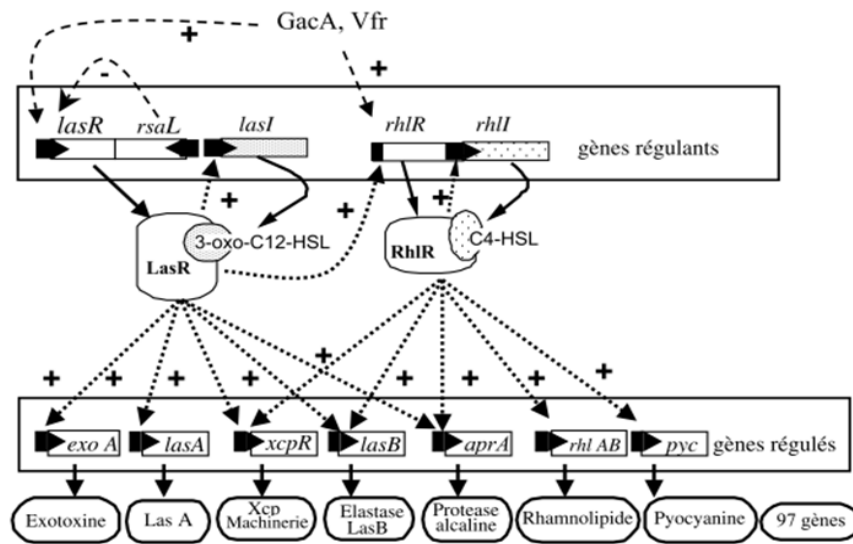 GacA, Vfr
+
+
-
lasR rsaL lasI rhlR rhlI
gènes régulants
+ + +
3-oxo-C12-HSL
LasR
C4-HSL
RhlR
+
+ + + + + + + +
exo A lasA xcpR lasB aprA rhl AB pyc gènes régulés
Exotoxine
Las A
Xcp
Machinerie
Elastase
LasB
Protease
alcaline
Rhamnolipide
Pyocyanine
97 gènes